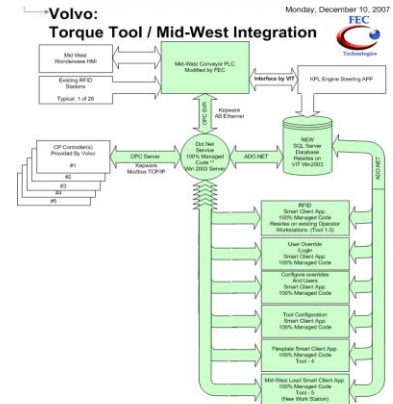 Volvo:
Monday, December 10, 2007
Torque Tool / Mid-West Integration
FEC
Technologies
Mid West
Wonderware HMI
Existing RFID
Stations
Typical: 1 of 26
Mid-West Conveyor PLC
Modified by FEC
Interface by VIT
KPL Engine Steering APP
OPC SVR
Kepware
AB Ethernet
CP Controller(s)
Provided By Volvo
#1
#2
#3
#4
#5
OPC Server
Kepware
Modbus TCP/IP
Dot Net
Service
100% Managed
Code **
Win 2003 Server
ADO.NET
NEW
SQL Server
Database
Resides on
VIT Win2003
ADO.NET
RFID
Smart Client App.
100% Managed Code
Resides on existing Operator
Workstations: (Tool 1-3)
User Override
/Login
Smart Client App.
100% Managed Code
Configure overrides
And Users
Smart Client App.
100% Managed Code
Tool Configuration
Smart Client App.
100% Managed Code
Flexplate Smart Client App.
100% Managed Code
Tool - 4
Mid-West Load Smart Client App.
100% Managed Code
Tool - 5
(New Work Station)